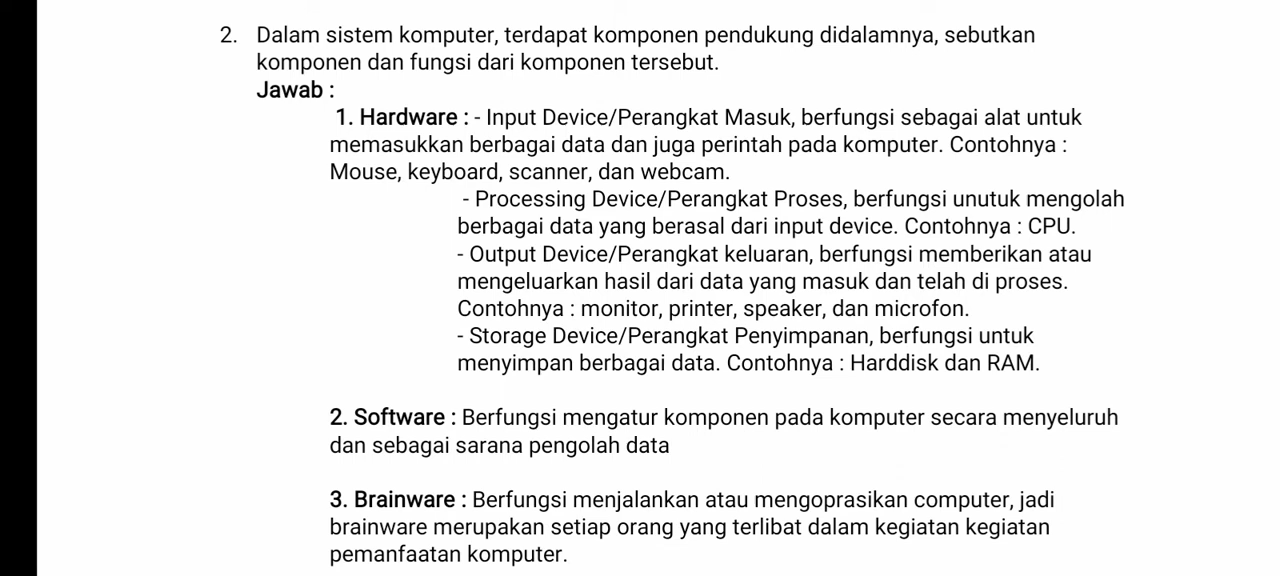 2. Dalam sistem komputer, terdapat komponen pendukung didalamnya, sebutkan
komponen dan fungsi dari komponen tersebut.
Jawab :
1. Hardware : - Input Device/Perangkat Masuk, berfungsi sebagai alat untuk
memasukkan berbagai data dan juga perintah pada komputer. Contohnya :
Mouse, keyboard, scanner, dan webcam.
- Processing Device/Perangkat Proses, berfungsi unutuk mengolah
berbagai data yang berasal dari input device. Contohnya : CPU.
- Output Device/Perangkat keluaran, berfungsi memberikan atau
mengeluarkan hasil dari data yang masuk dan telah di proses.
Contohnya : monitor, printer, speaker, dan microfon.
- Storage Device/Perangkat Penyimpanan, berfungsi untuk
menyimpan berbagai data. Contohnya : Harddisk dan RAM.
2. Software : Berfungsi mengatur komponen pada komputer secara menyeluruh
dan sebagai sarana pengolah data
3. Brainware : Berfungsi menjalankan atau mengoprasikan computer, jadi
brainware merupakan setiap orang yang terlibat dalam kegiatan kegiatan
pemanfaatan komputer.